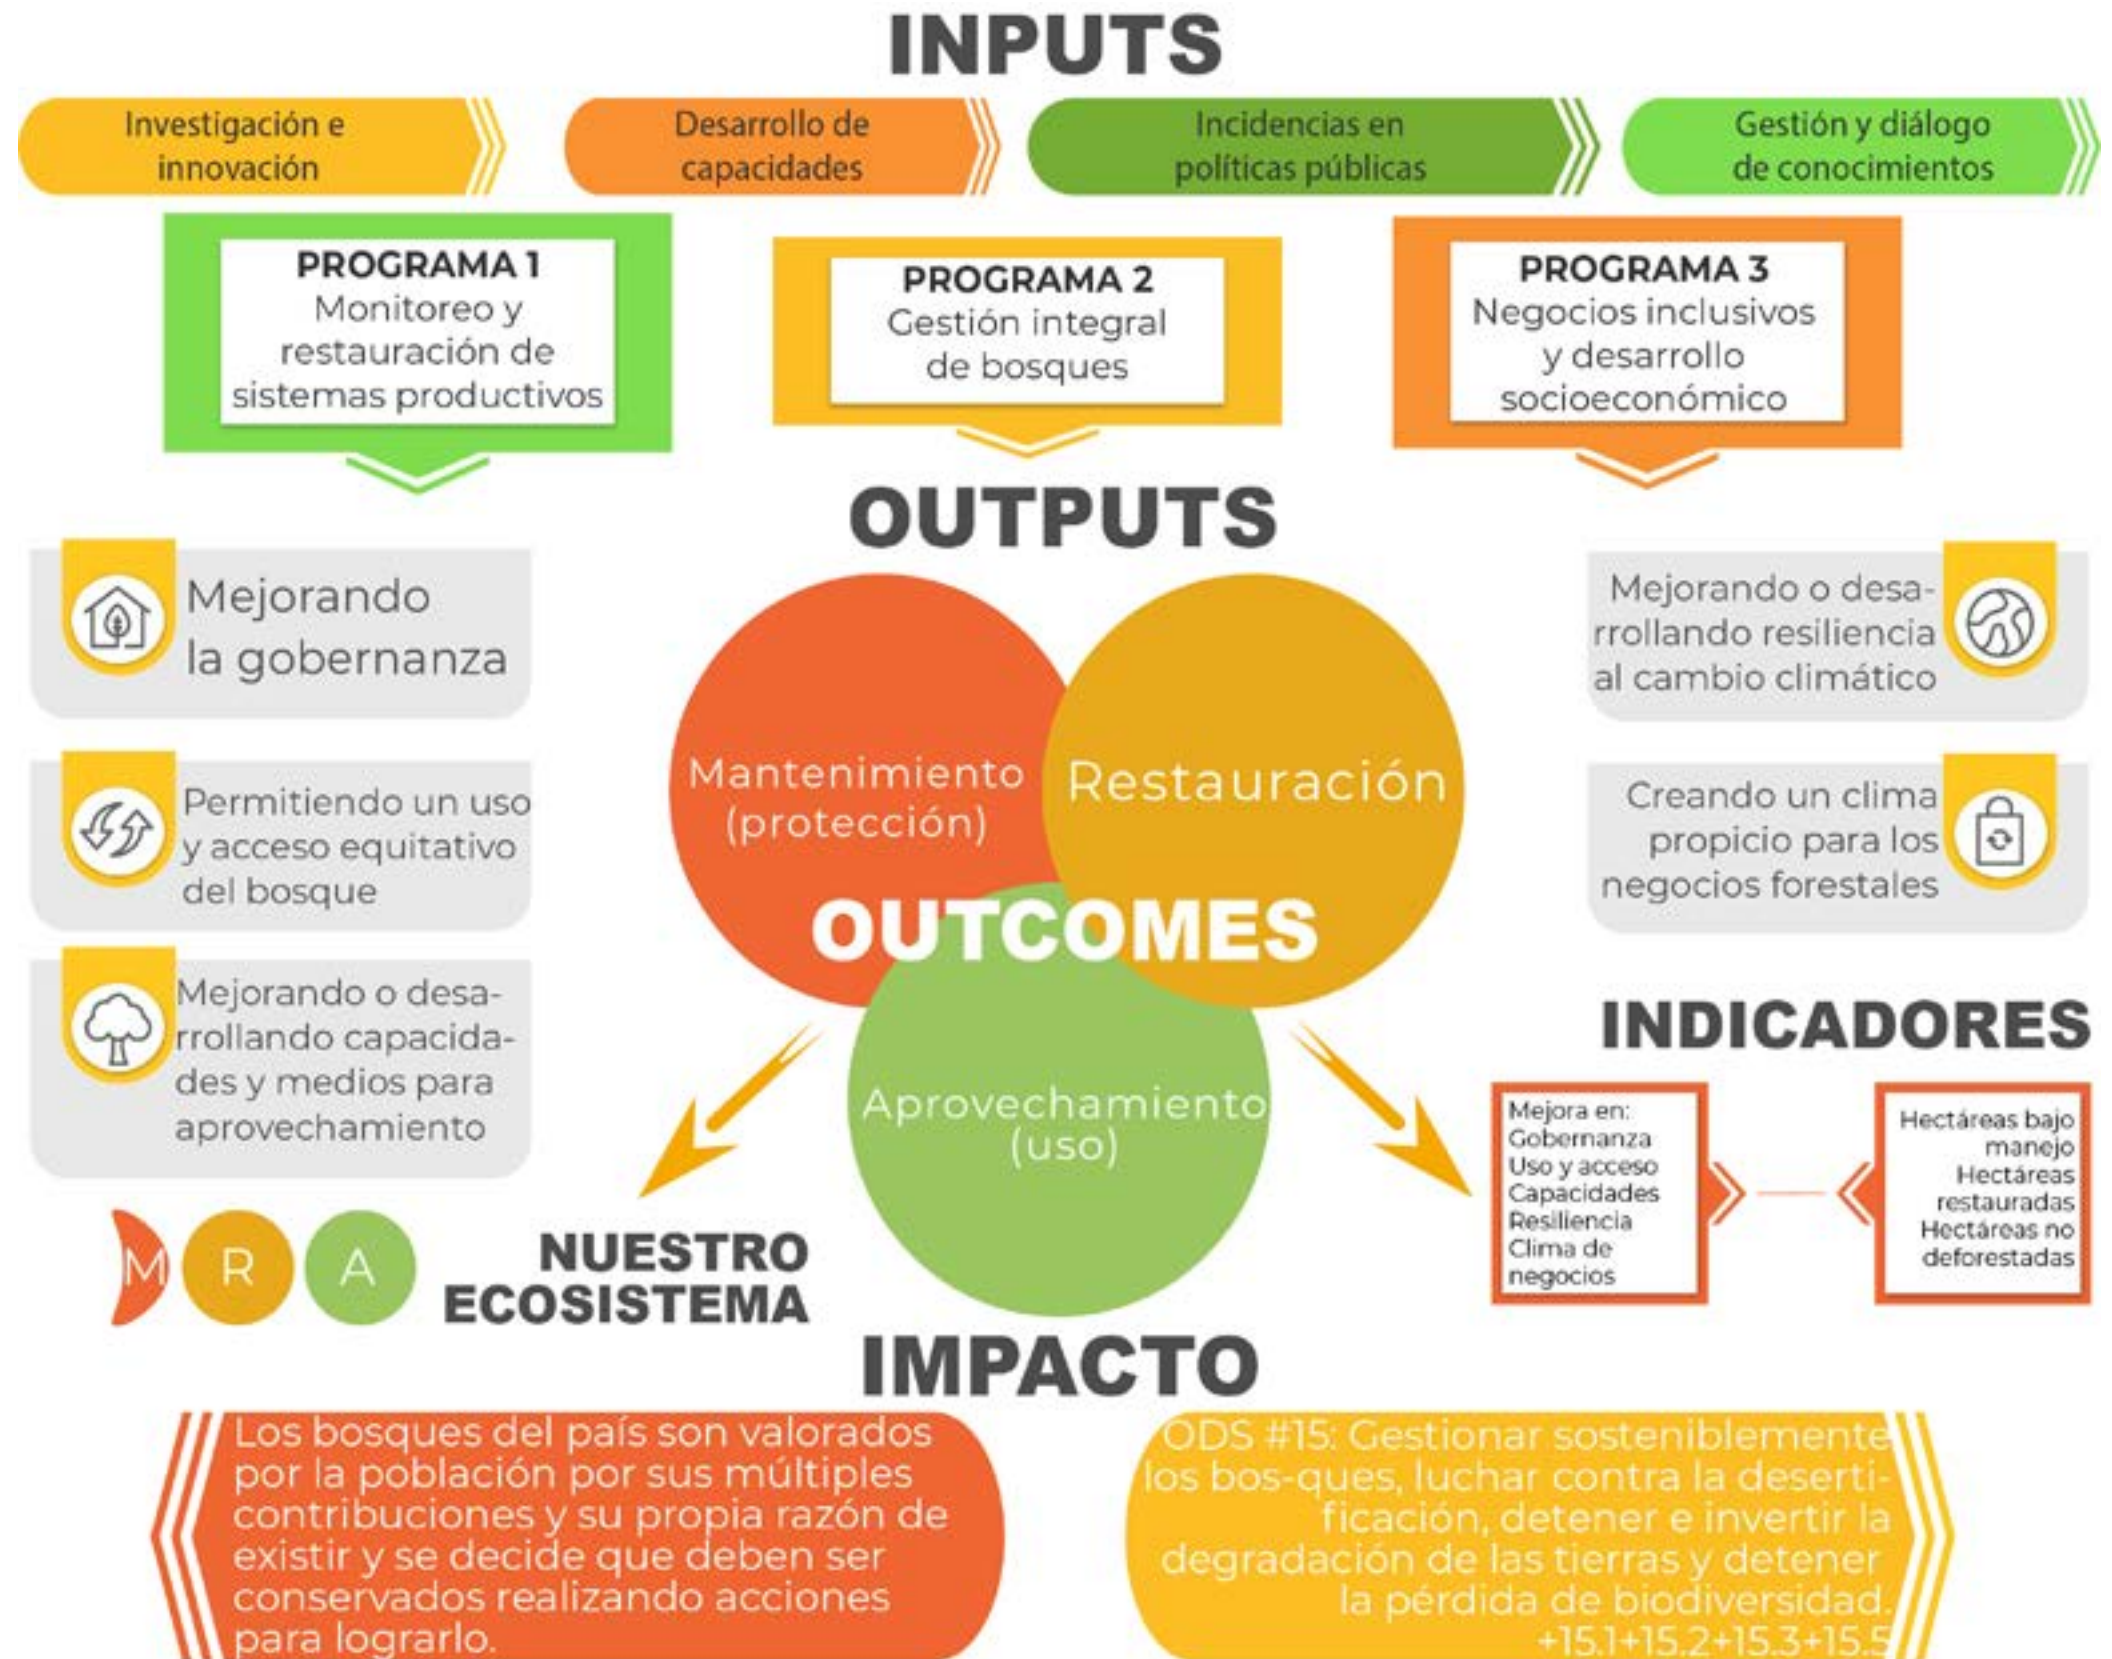 INPUTS
Investigación e
innovación
Desarrollo de
capacidades
Incidencias en
políticas públicas
Gestión y diálogo
de conocimientos
PROGRAMA 1
Monitoreo y
restauración de
sistemas productivos
PROGRAMA 2
Gestión integral
de bosques
PROGRAMA 3
Negocios inclusivos
y desarrollo
socioeconómico
OUTPUTS
Mejorando
la gobernanza
Permitiendo un uso
y acceso equitativo
del bosque
Mejorando o desa-
rrollando capacida-
des y medios para
aprovechamiento
Mantenimiento
(protección)
Restauración
OUTCOMES
Aprovechamiento
(uso)
Mejorando o desa-
rrollando resiliencia
al cambio climático
Creando un clima
propicio para los
negocios forestales
INDICADORES
Mejora en:
Gobernanza
Uso y acceso
Capacidades
Resiliencia
Clima de
negocios
Hectáreas bajo
manejo
Hectáreas
restauradas
Hectáreas no
deforestadas
M R A
NUESTRO
ECOSISTEMA
IMPACTO
Los bosques del país son valorados
por la población por sus múltiples
contribuciones y su propia razón de
existir y se decide que deben ser
conservados realizando acciones
para lograrlo.
ODS #15: Gestionar sosteniblemente
los bos-ques, luchar contra la deserti-
ficación, detener e invertir la
degradación de las tierras y detener
la pérdida de biodiversidad.
+15.1+15.2+15.3+15.5